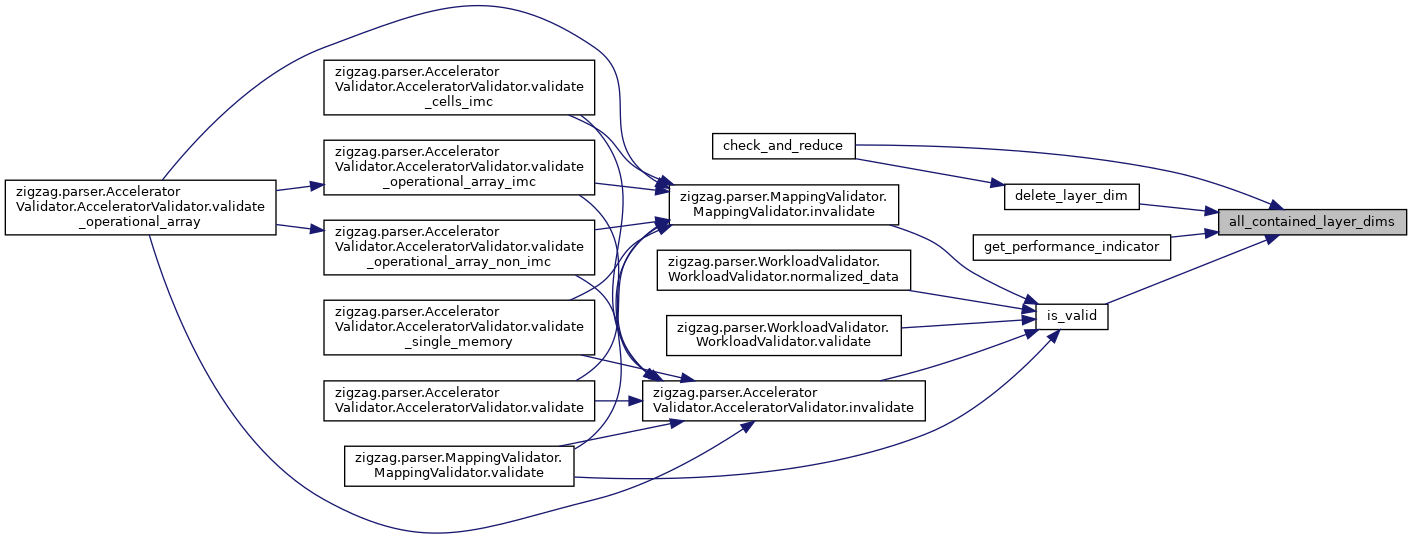 zigzag.parser.Accelerator
Validator.AcceleratorValidator.validate
_operational_array
zigzag.parser.Accelerator
Validator.AcceleratorValidator.validate
_cells_imc
zigzag.parser.Accelerator
Validator.AcceleratorValidator.validate
_operational_array_imc
zigzag.parser.Accelerator
Validator.AcceleratorValidator.validate
_operational_array_non_imc
zigzag.parser.Accelerator
Validator.AcceleratorValidator.validate
_single_memory
zigzag.parser.Accelerator
Validator.AcceleratorValidator.validate
zigzag.parser.MappingValidator.
MappingValidator.validate
check_and_reduce
zigzag.parser.MappingValidator.
MappingValidator.invalidate
zigzag.parser.WorkloadValidator.
WorkloadValidator.normalized_data
zigzag.parser.WorkloadValidator.
WorkloadValidator.validate
zigzag.parser.Accelerator
Validator.AcceleratorValidator.invalidate
delete_layer_dim
get_performance_indicator
is_valid
all_contained_layer_dims